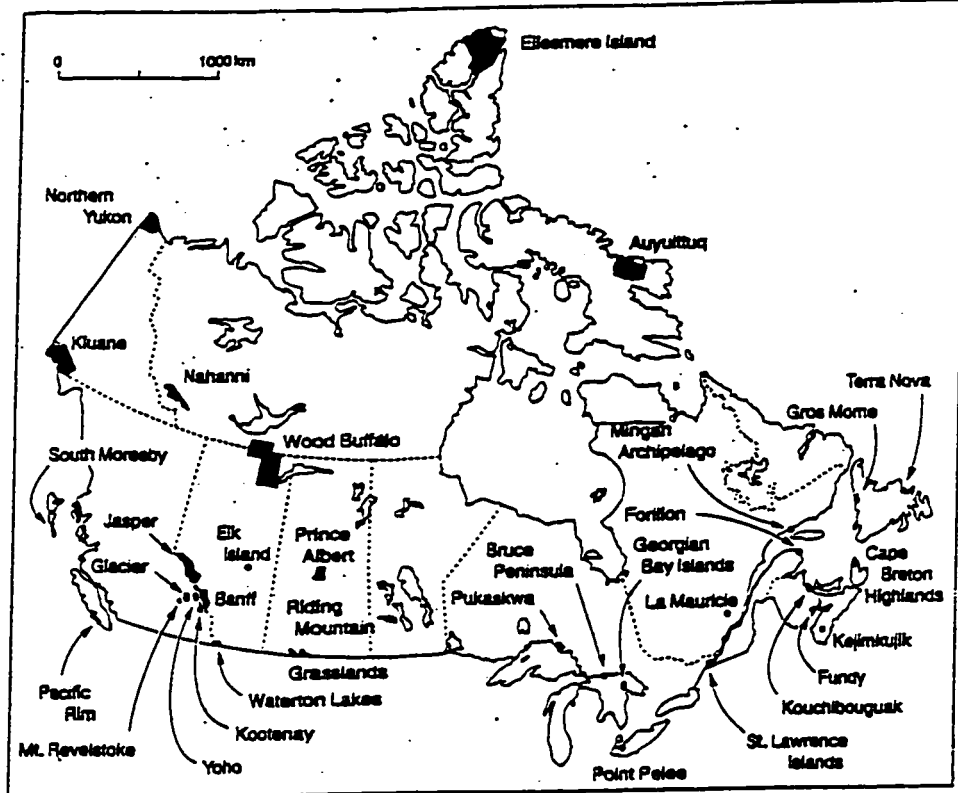 Ellesmere Island
0 1000 km
Northern
Yukon
Auyuittuq
Kluane
Nahanni
Terra Nova
Gros Morne
Mingan
Archipelago
Wood Buffalo
South Moresby
Jasper
Elk
Island
Prince
Albert
Forillon
Bruce
Peninsula
Georgian
Bay Islands
Cape
Breton
Highlands
Glacier
Banff
Riding
Mountain
Pukaskwa
La Mauricie
Kejimkujik
Grasslands
Fundy
Pacific
Rim
Waterton Lakes
Kouchibouguak
Mt. Revelstoke
Kootenay
Yoho
St. Lawrence
Islands
Point Pelee